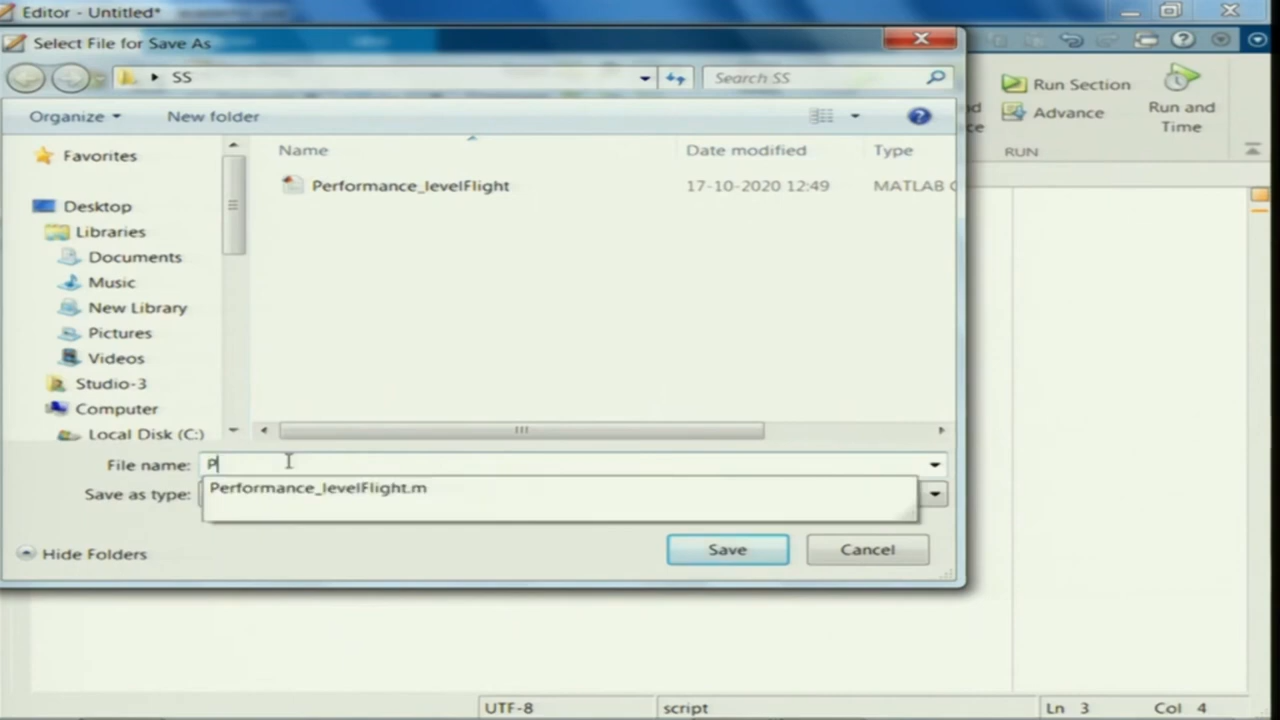 Editor - Untitled*
Select File for Save As
SS
Search SS
Organize
New folder
Run Section
Advance
Run and
Time
RUN
Name
Date modified
Type
Performance_levelFlight
17-10-2020 12:49
MATLAB
Favorites
Desktop
Libraries
Documents
Music
New Library
Pictures
Videos
Studio-3
Computer
Local Disk (C:)
File name:
P
Save as type:
Performance_levelFlight.m
Hide Folders
Save
Cancel
UTF-8
script
Ln 3
Col 4